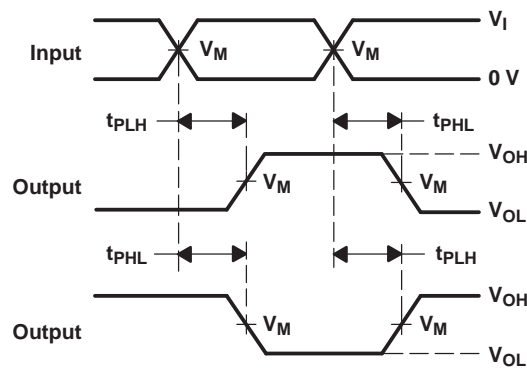 V_I
Input V_M V_M
0 V
t_PLH t_PHL
V_OH
Output V_M V_M
V_OL
t_PHL t_PLH
V_OH
Output V_M V_M
V_OL